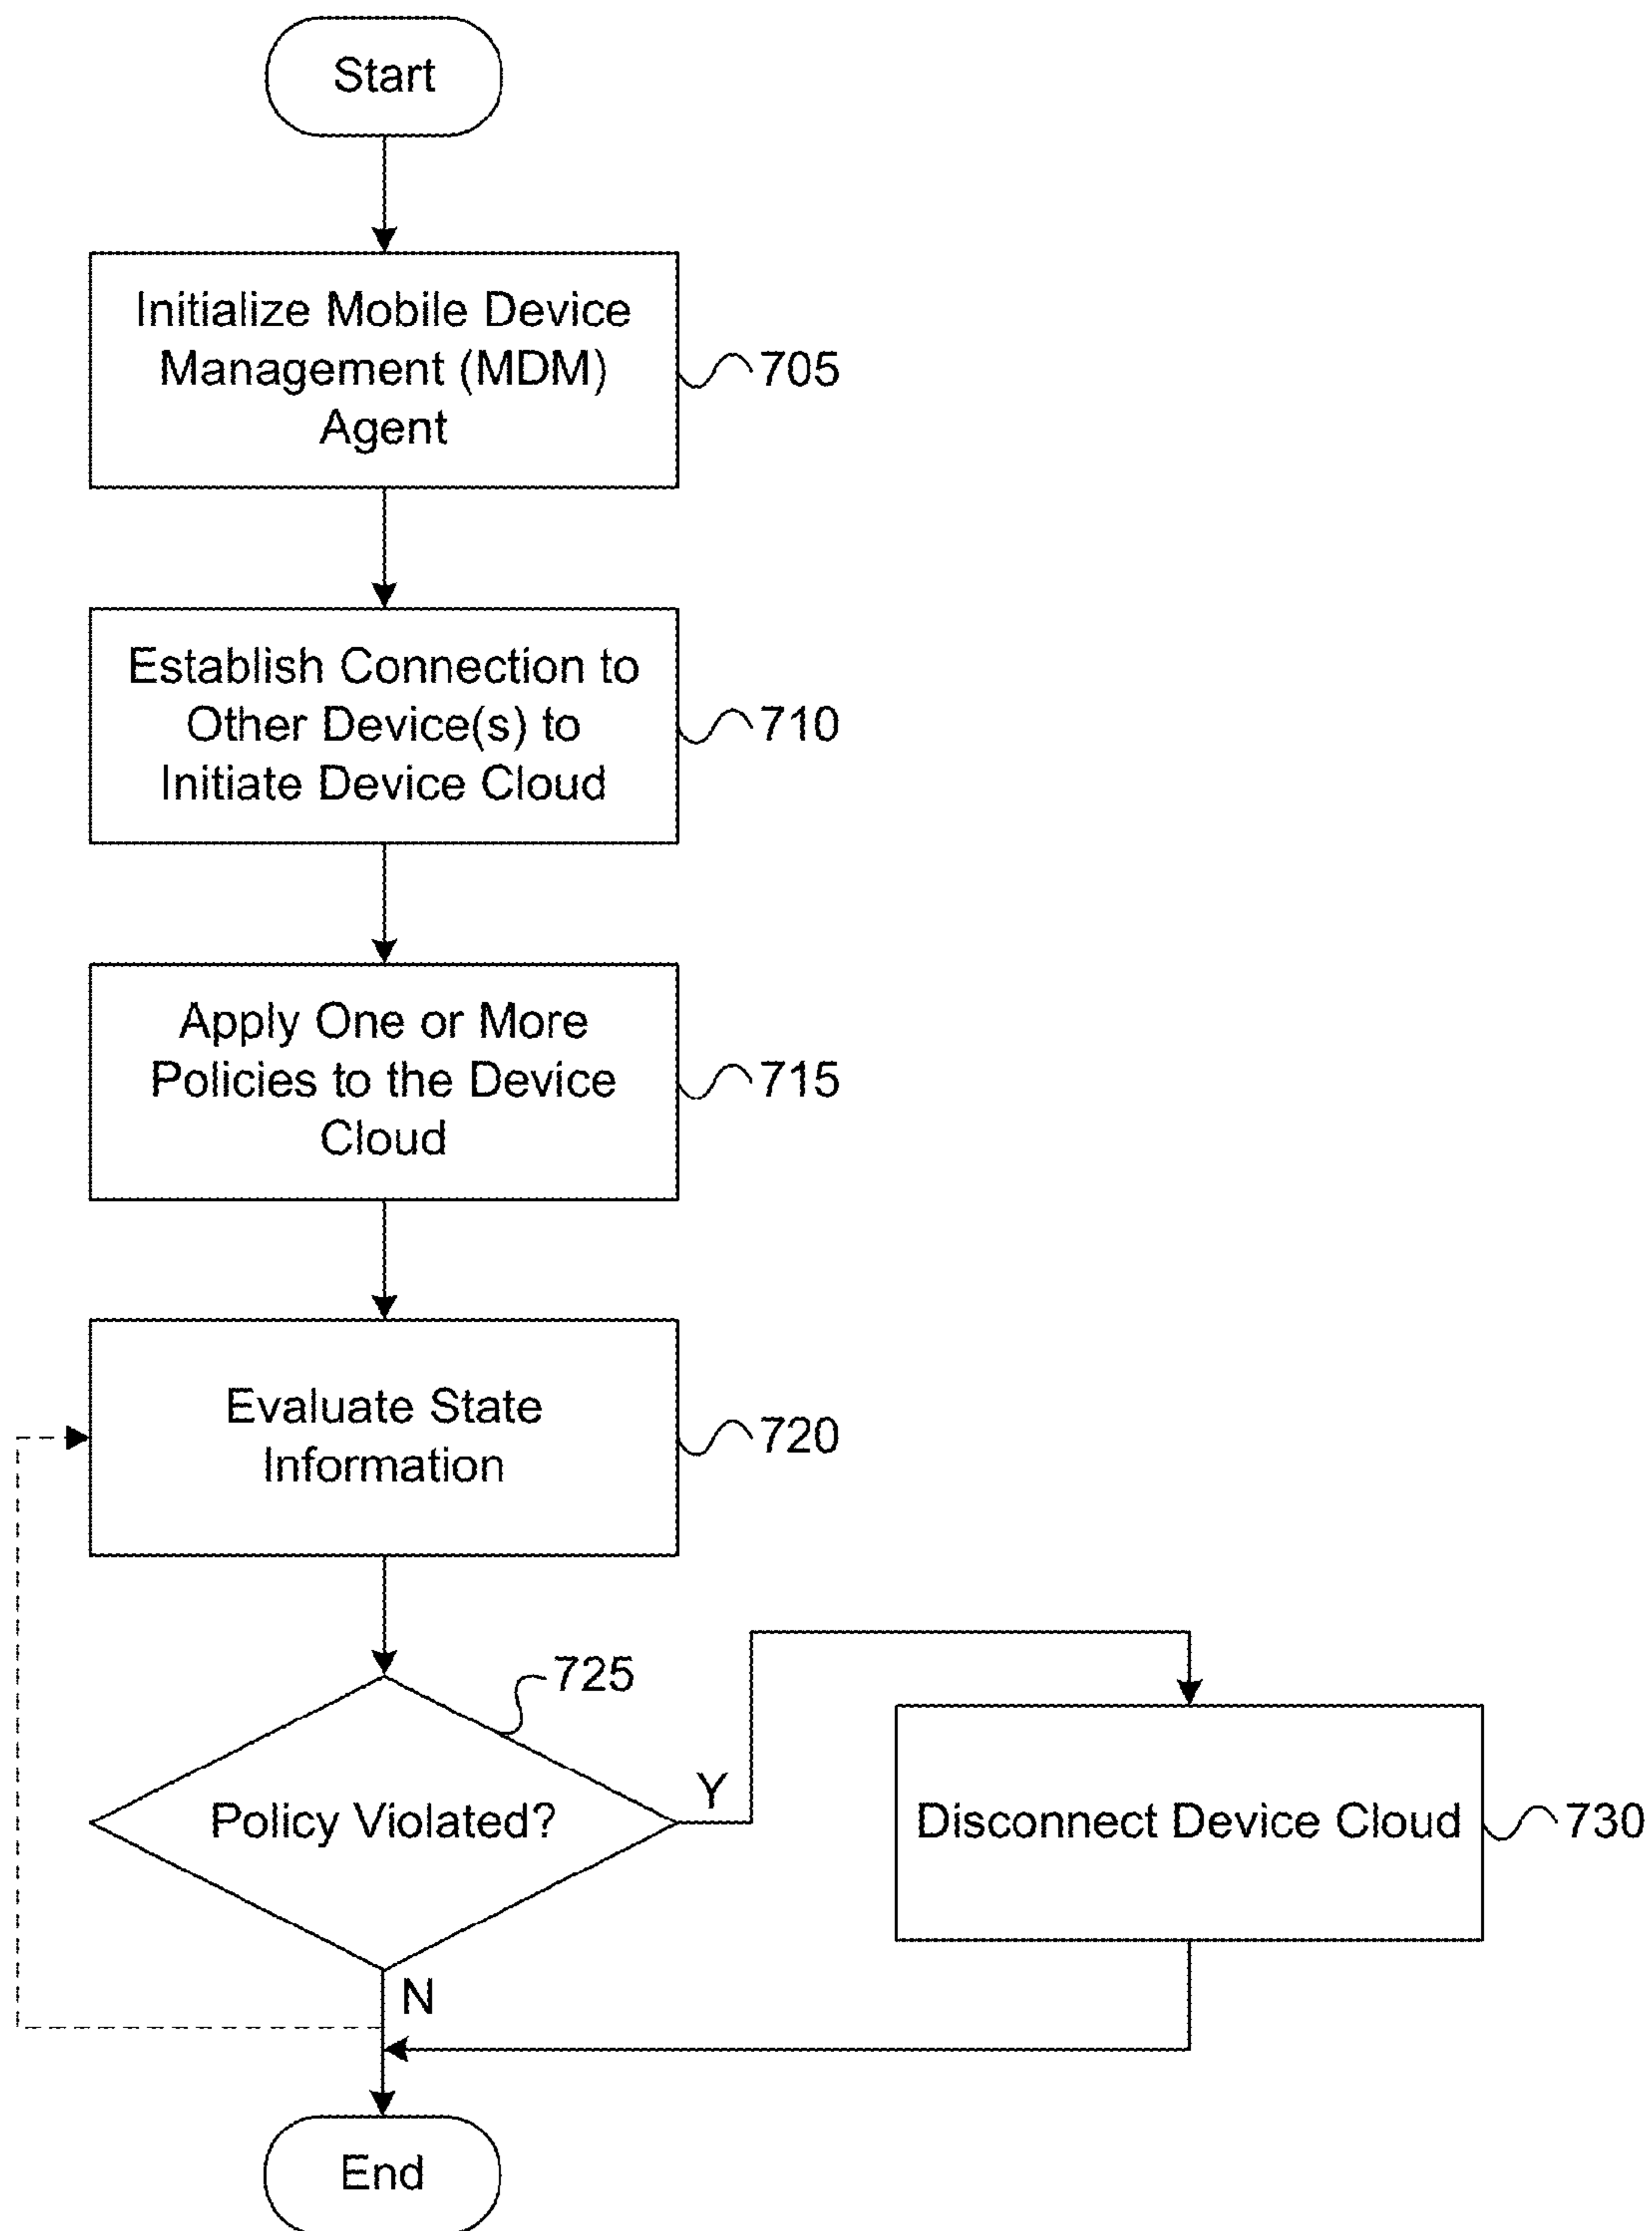 Start
Initialize Mobile Device
Management (MDM)
Agent
705
Establish Connection to
Other Device(s) to
Initiate Device Cloud
710
Apply One or More
Policies to the Device
Cloud
715
Evaluate State
Information
720
725
Policy Violated?
Y
Disconnect Device Cloud
730
N
End